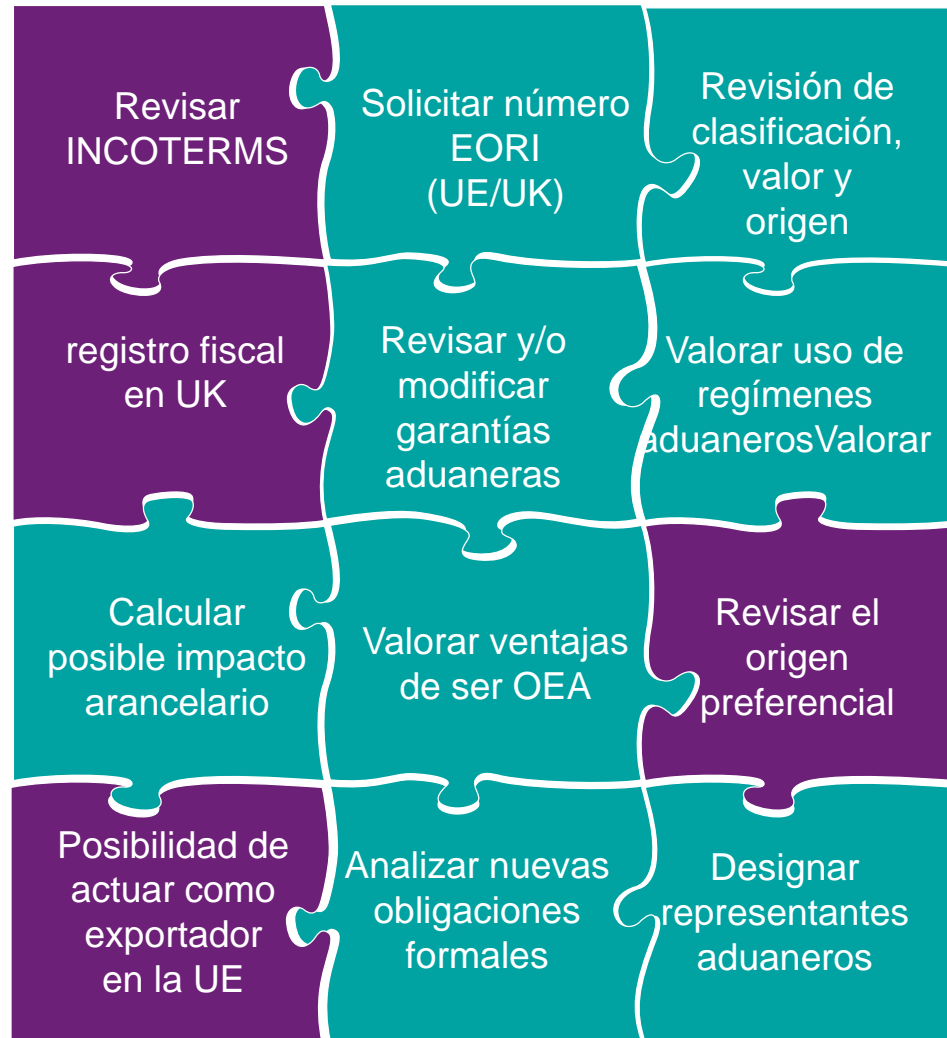 Revisar
INCOTERMS
Solicitar número
EORI
(UE/UK)
Revisión de
clasificación,
valor y
origen
registro fiscal
en UK
Revisar y/o
modificar
garantías
aduaneras
Valorar uso de
regímenes
aduanerosValorar
Calcular
posible impacto
arancelario
Valorar ventajas
de ser OEA
Revisar el
origen
preferencial
Posibilidad de
actuar como
exportador
en la UE
Analizar nuevas
obligaciones
formales
Designar
representantes
aduaneros